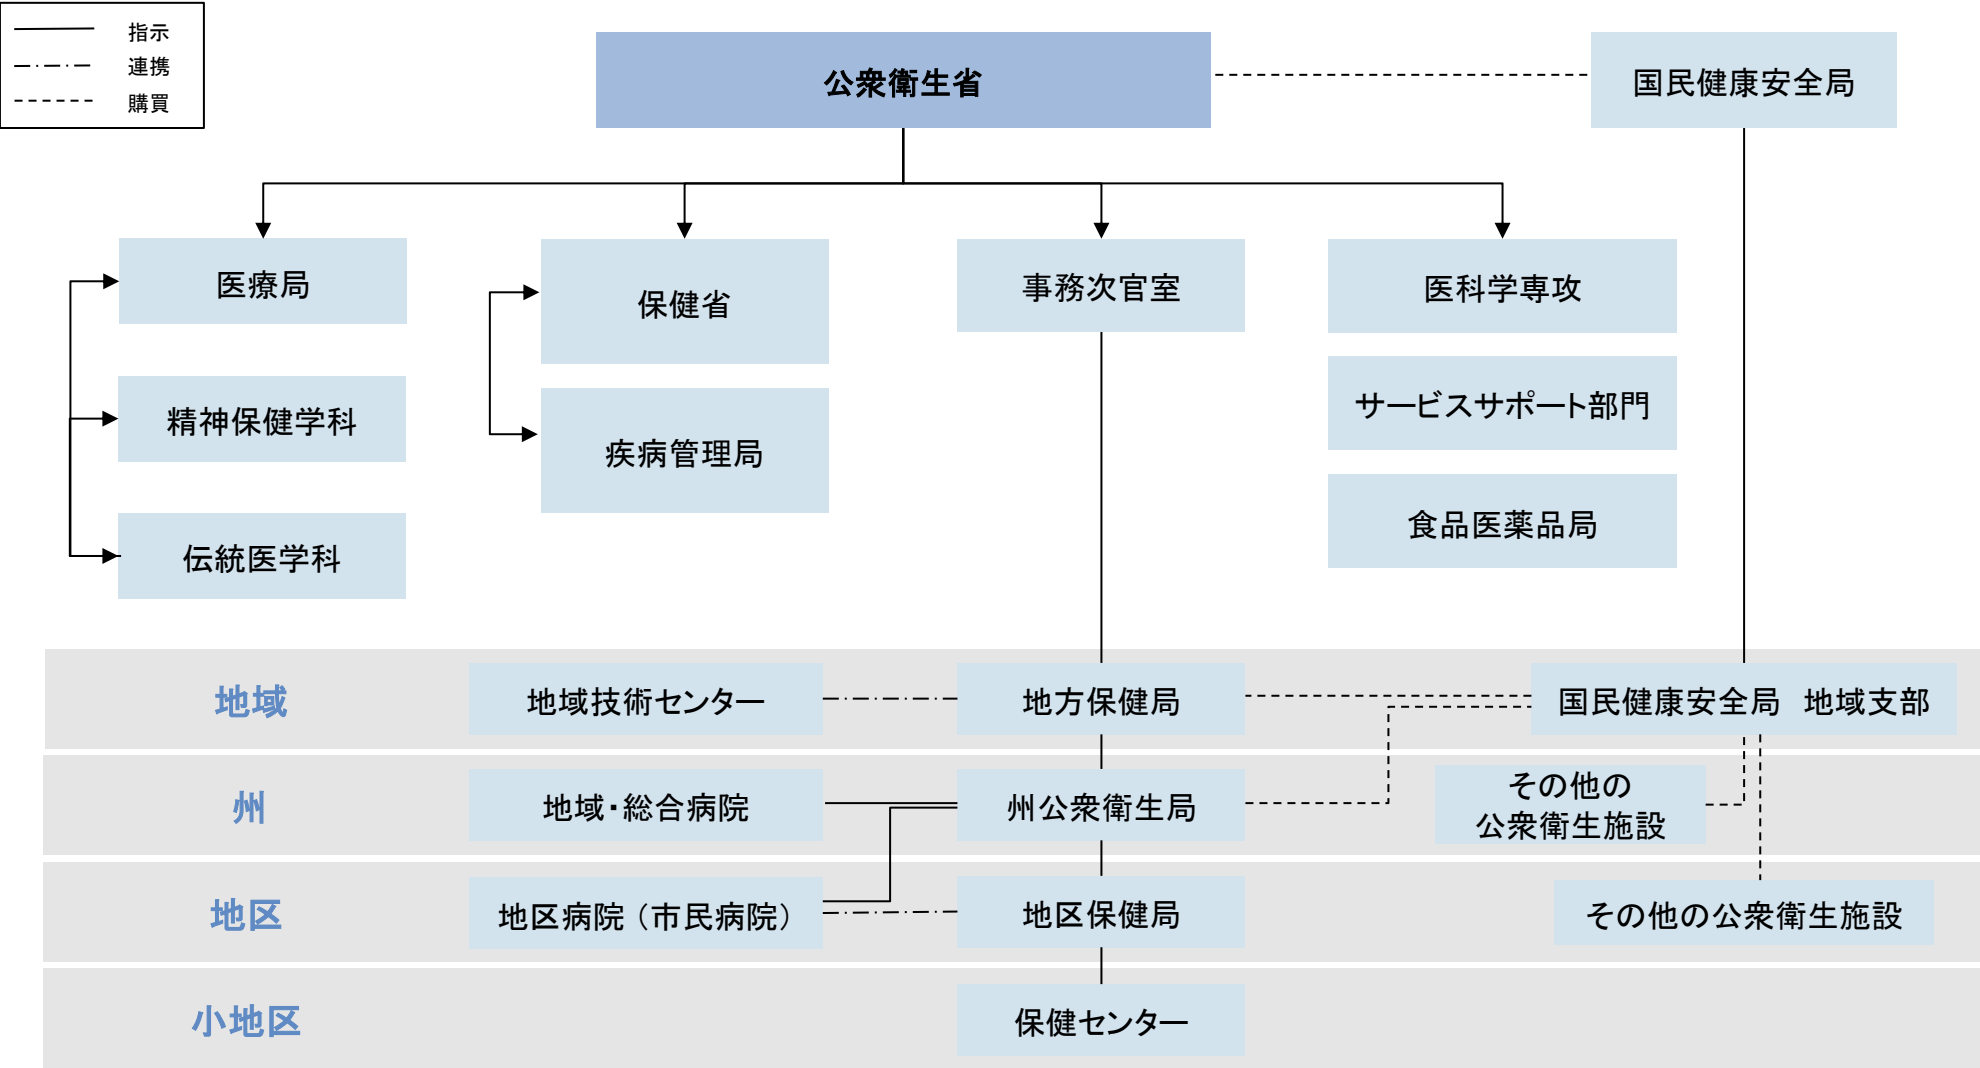 指示
連携
購買
公衆衛生省
国民健康安全局
医療局
保健省
事務次官室
医科学専攻
サービスサポート部門
精神保健学科
疾病管理局
食品医薬品局
伝統医学科
地域
地域技術センター
地方保健局
国民健康安全局　地域支部
州
地域・総合病院
州公衆衛生局
その他の
公衆衛生施設
地区
地区病院（市民病院）
地区保健局
その他の公衆衛生施設
小地区
保健センター